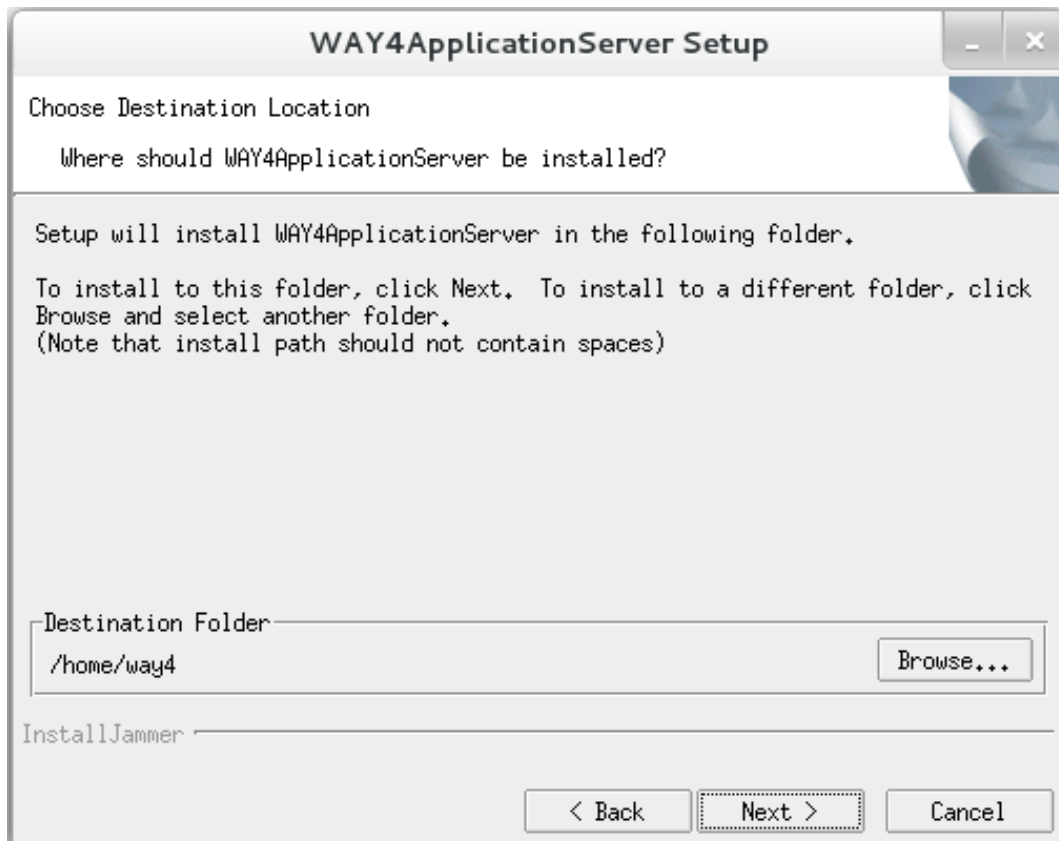 WAY4ApplicationServer Setup
Choose Destination Location
Where should WAY4ApplicationServer be installed?
Setup will install WAY4ApplicationServer in the following folder.
To install to this folder, click Next.  To install to a different folder, click
Browse and select another folder.
(Note that install path should not contain spaces)
Destination Folder
/home/way4
Browse...
InstallJammer
< Back
Next >
Cancel